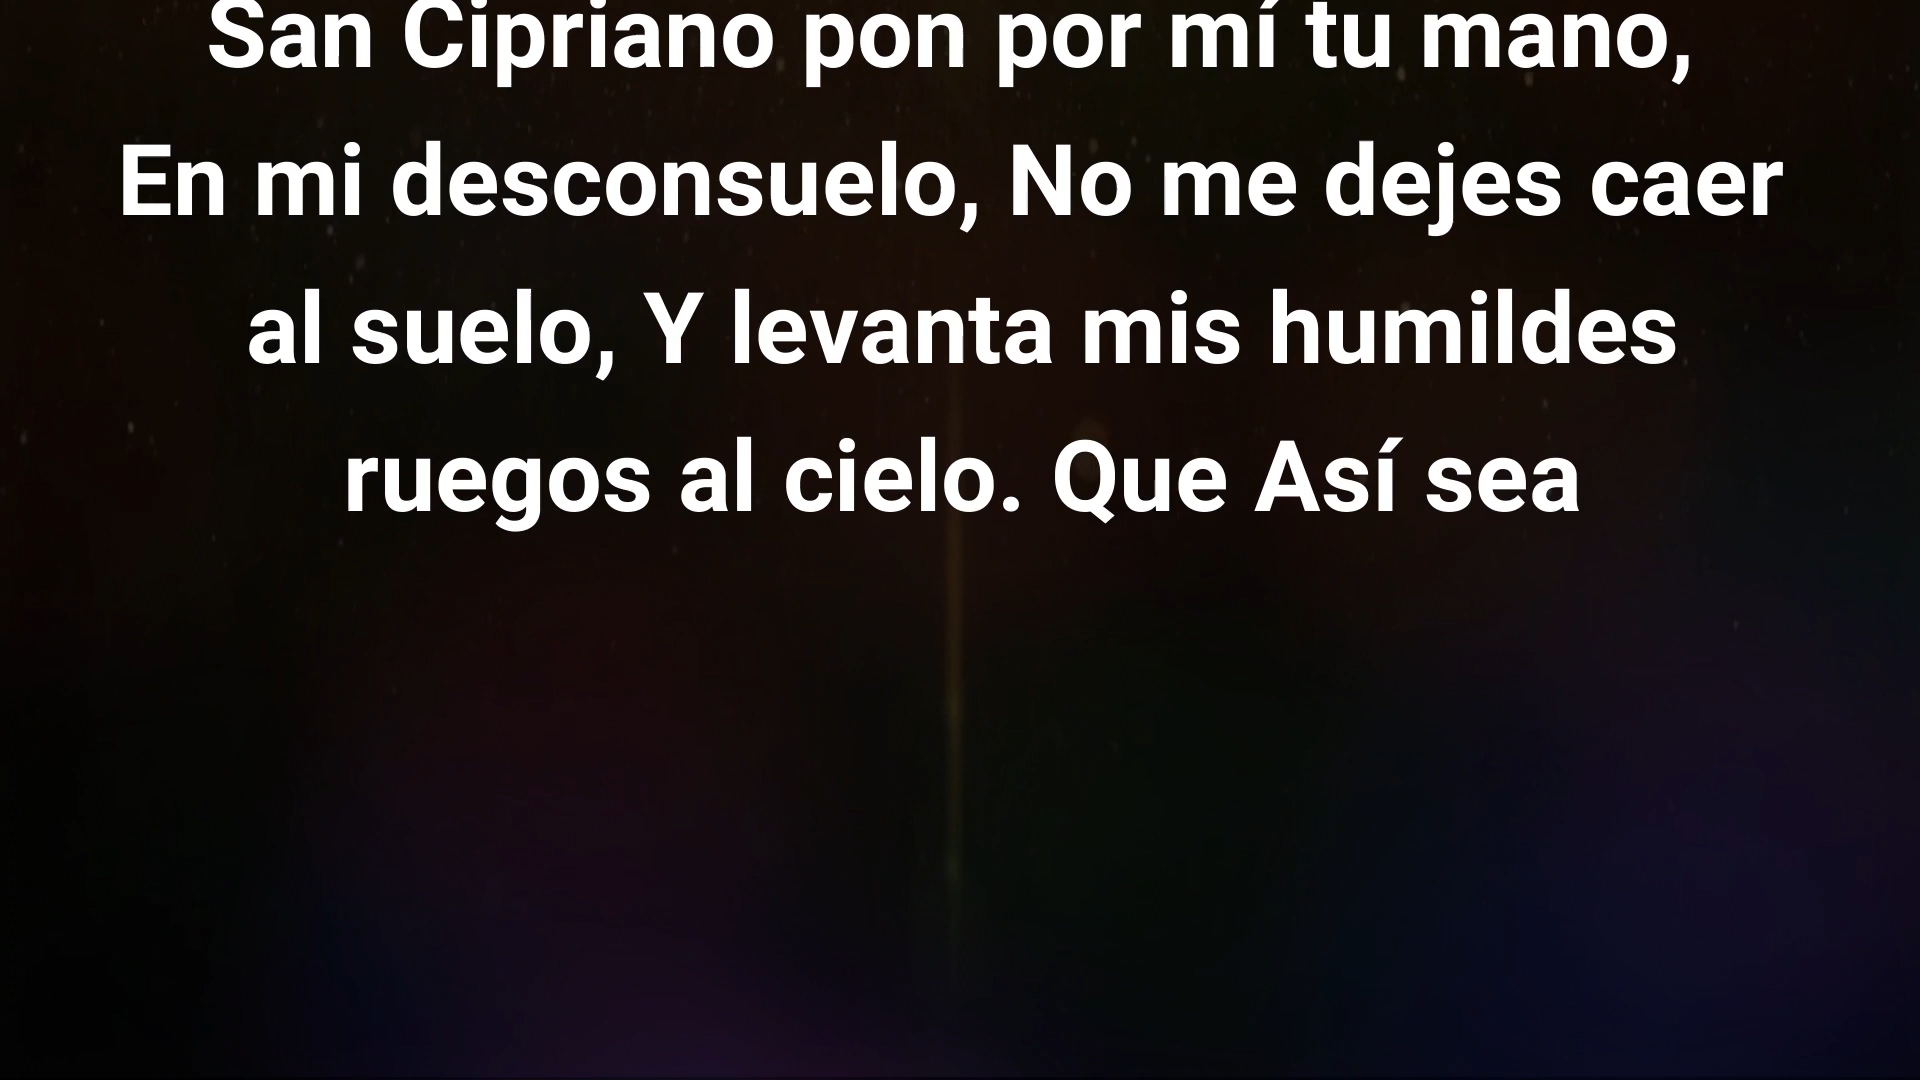 San Cipriano pon por mí tu mano,
En mi desconsuelo, No me dejes caer
al suelo, Y levanta mis humildes
ruegos al cielo. Que Así sea